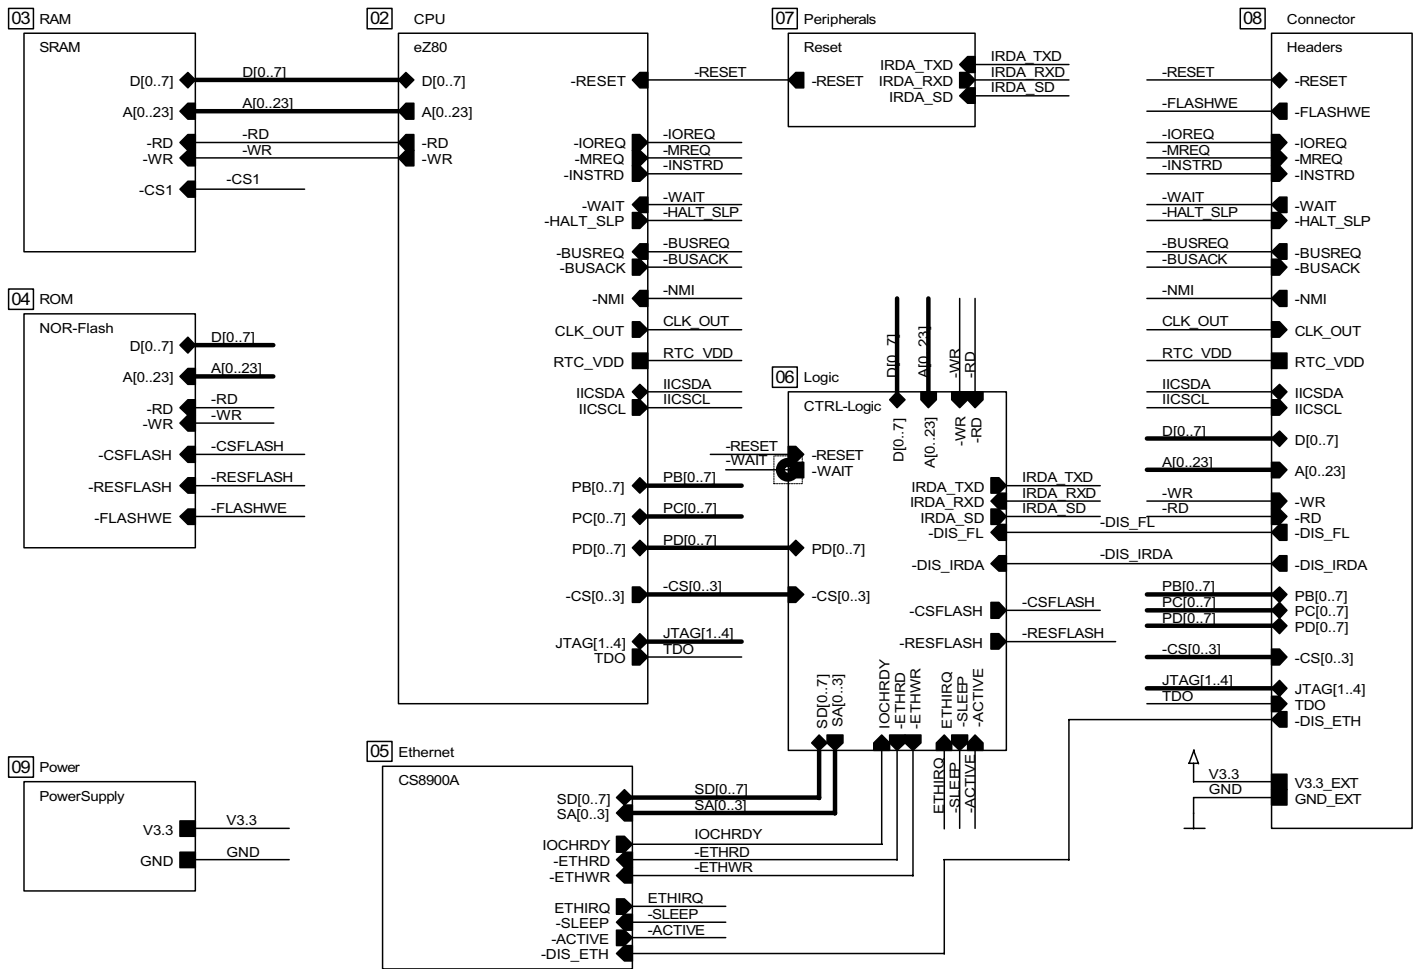 03 RAM
SRAM
D[0..7] D[0..7]
A[0..23] A[0..23]
-RD -RD
-WR -WR
-CS1 -CS1
04 ROM
NOR-Flash
D[0..7] D[0..7]
A[0..23] A[0..23]
-RD -RD
-WR -WR
-CSFLASH -CSFLASH
-RESFLASH -RESFLASH
-FLASHWE -FLASHWE
09 Power
PowerSupply
V3.3 V3.3
GND GND
02 CPU
eZ80
D[0..7]
A[0..23]
-RD
-WR
-RESET -RESET
-IOREQ -IOREQ
-MREQ -MREQ
-INSTRD -INSTRD
-WAIT -WAIT
-HALT_SLP -HALT_SLP
-BUSREQ -BUSREQ
-BUSACK -BUSACK
-NMI -NMI
CLK_OUT CLK_OUT
RTC_VDD RTC_VDD
IICSDA IICSDA
IICSCL IICSCL
PB[0..7] PB[0..7]
PC[0..7] PC[0..7]
PD[0..7] PD[0..7]
-CS[0..3] -CS[0..3]
JTAG[1..4] JTAG[1..4]
TDO TDO
05 Ethernet
CS8900A
SD[0..7] SD[0..7]
SA[0..3] SA[0..3]
IOCHRDY IOCHRDY
-ETHRD -ETHRD
-ETHWR -ETHWR
ETHIRQ ETHIRQ
-SLEEP -SLEEP
-ACTIVE -ACTIVE
-DIS_ETH
07 Peripherals
Reset
-RESET
IRDA_TXD IRDA_TXD
IRDA_RXD IRDA_RXD
IRDA_SD IRDA_SD
06 Logic
CTRL-Logic
D[0..7] D[0..7]
A[0..23] A[0..23]
-WR -WR
-RD -RD
-RESET -RESET
-WAIT -WAIT
IRDA_TXD IRDA_TXD
IRDA_RXD IRDA_RXD
IRDA_SD IRDA_SD
-DIS_FL -DIS_FL
PD[0..7]
-DIS_IRDA -DIS_IRDA
-CS[0..3]
-CSFLASH -CSFLASH
-RESFLASH -RESFLASH
SD[0..7]
SA[0..3]
IOCHRDY
-ETHRD
-ETHWR
ETHIRQ ETHIRQ
-SLEEP -SLEEP
-ACTIVE -ACTIVE
08 Connector
Headers
-RESET -RESET
-FLASHWE -FLASHWE
-IOREQ -IOREQ
-MREQ -MREQ
-INSTRD -INSTRD
-WAIT -WAIT
-HALT_SLP -HALT_SLP
-BUSREQ -BUSREQ
-BUSACK -BUSACK
-NMI -NMI
CLK_OUT CLK_OUT
RTC_VDD RTC_VDD
IICSDA IICSDA
IICSCL IICSCL
D[0..7] D[0..7]
A[0..23] A[0..23]
-WR -WR
-RD -RD
-DIS_FL
-DIS_IRDA
PB[0..7] PB[0..7]
PC[0..7] PC[0..7]
PD[0..7] PD[0..7]
-CS[0..3] -CS[0..3]
JTAG[1..4] JTAG[1..4]
TDO TDO
-DIS_ETH
V3.3 V3.3_EXT
GND GND_EXT